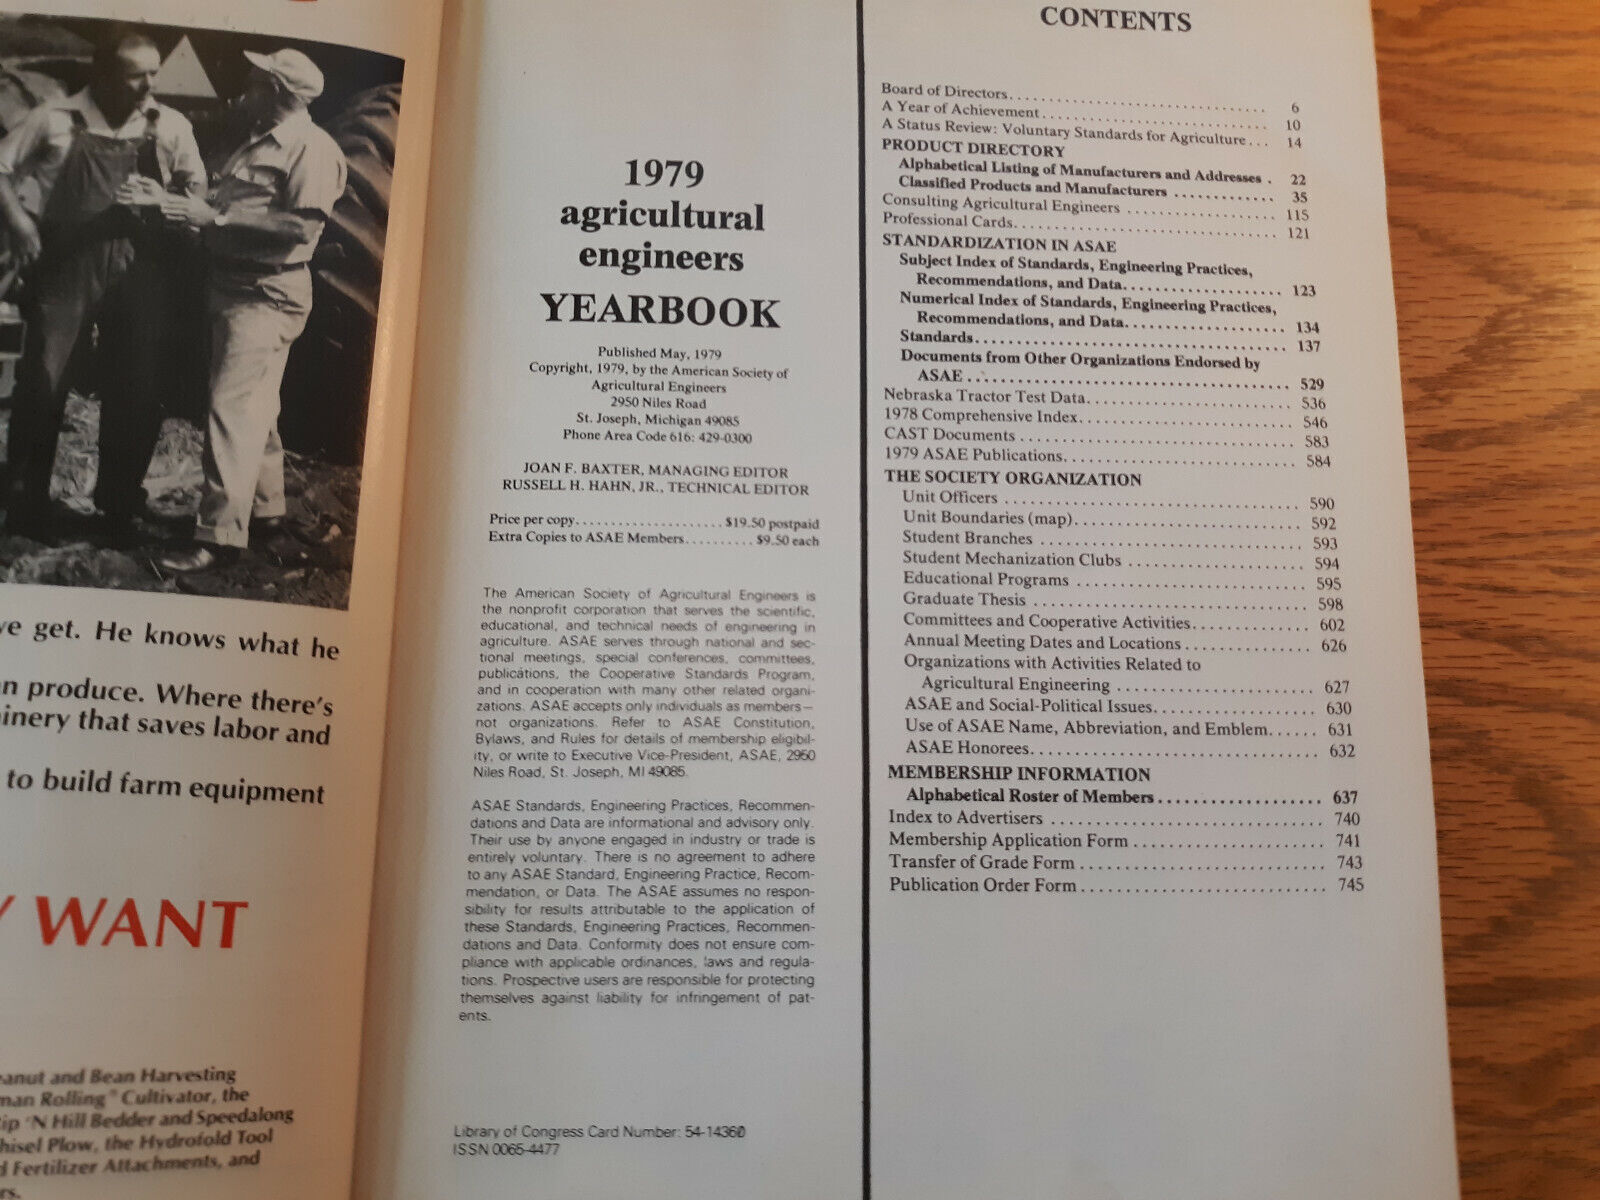 ve get. He knows what he
n produce. Where there's
inery that saves labor and
to build farm equipment
WANT
eanut and Bean Harvesting
man Rolling® Cultivator, the
Rip 'N Hill Bedder and Speedalong
hisel Plow, the Hydrofold Tool
d Fertilizer Attachments, and
rs.
1979
agricultural
engineers
YEARBOOK
Published May, 1979
Copyright, 1979, by the American Society of
Agricultural Engineers
2950 Niles Road
St. Joseph, Michigan 49085
Phone Area Code 616: 429-0300
JOAN F. BAXTER, MANAGING EDITOR
RUSSELL H. HAHN, JR., TECHNICAL EDITOR
Price per copy..................... $19.50 postpaid
Extra Copies to ASAE Members.......... $9.50 each
The American Society of Agricultural Engineers is
the nonprofit corporation that serves the scientific,
educational, and technical needs of engineering in
agriculture. ASAE serves through national and sec-
tional meetings, special conferences, committees,
publications, the Cooperative Standards Program,
and in cooperation with many other related organi-
zations. ASAE accepts only individuals as members—
not organizations. Refer to ASAE Constitution,
Bylaws, and Rules for details of membership eligibil-
ity, or write to Executive Vice-President, ASAE, 2950
Niles Road, St. Joseph, MI 49085.
ASAE Standards, Engineering Practices, Recommen-
dations and Data are informational and advisory only.
Their use by anyone engaged in industry or trade is
entirely voluntary. There is no agreement to adhere
to any ASAE Standard, Engineering Practice, Recom-
mendation, or Data. The ASAE assumes no respon-
sibility for results attributable to the application of
these Standards, Engineering Practices, Recommen-
dations and Data. Conformity does not ensure com-
pliance with applicable ordinances, laws and regula-
tions. Prospective users are responsible for protecting
themselves against liability for infringement of pat-
ents.
Library of Congress Card Number: 54-14360
ISSN 0065-4477
CONTENTS
Board of Directors................................ 6
A Year of Achievement............................ 10
A Status Review: Voluntary Standards for Agriculture... 14
PRODUCT DIRECTORY
Alphabetical Listing of Manufacturers and Addresses . 22
Classified Products and Manufacturers ............. 35
Consulting Agricultural Engineers ................... 115
Professional Cards.................................. 121
STANDARDIZATION IN ASAE
Subject Index of Standards, Engineering Practices,
Recommendations, and Data.................... 123
Numerical Index of Standards, Engineering Practices,
Recommendations, and Data.................... 134
Standards....................................... 137
Documents from Other Organizations Endorsed by
ASAE ........................................ 529
Nebraska Tractor Test Data.......................... 536
1978 Comprehensive Index........................... 546
CAST Documents .................................. 583
1979 ASAE Publications............................. 584
THE SOCIETY ORGANIZATION
Unit Officers ..................................... 590
Unit Boundaries (map)............................ 592
Student Branches ................................. 593
Student Mechanization Clubs ...................... 594
Educational Programs ............................ 595
Graduate Thesis .................................. 598
Committees and Cooperative Activities............. 602
Annual Meeting Dates and Locations ............... 626
Organizations with Activities Related to
Agricultural Engineering ....................... 627
ASAE and Social-Political Issues................... 630
Use of ASAE Name, Abbreviation, and Emblem...... 631
ASAE Honorees................................... 632
MEMBERSHIP INFORMATION
Alphabetical Roster of Members.................... 637
Index to Advertisers ................................ 740
Membership Application Form ....................... 741
Transfer of Grade Form ............................. 743
Publication Order Form............................. 745